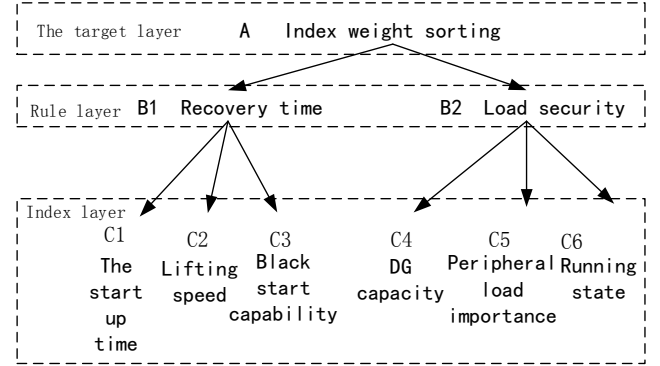 The target layer A Index weight sorting
Rule layer B1 Recovery time B2 Load security
Index layer
C1 C2 C3 C4 C5 C6
The start up time
Lifting speed
Black start capability
DG capacity
Peripheral load importance
Running state